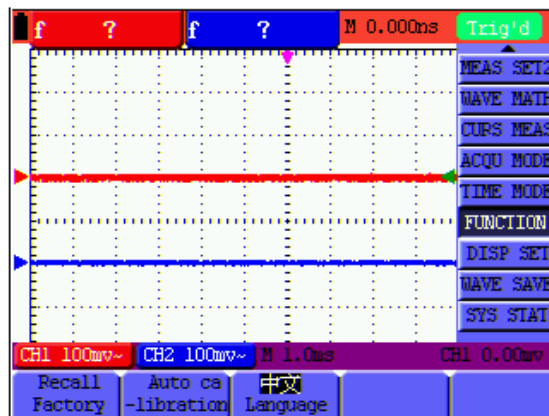 f ? f ? M 0.000ns Trig'd
MEAS SET2
WAVE MATH
CURS MEAS
ACQU MODE
TIME MODE
FUNCTION
DISP SET
WAVE SAVE
SYS STAT
CH1 100mv~ CH2 100mv~ M 1.0ms CH1 0.00mv
Recall Auto ca 中文
Factory -libration Language